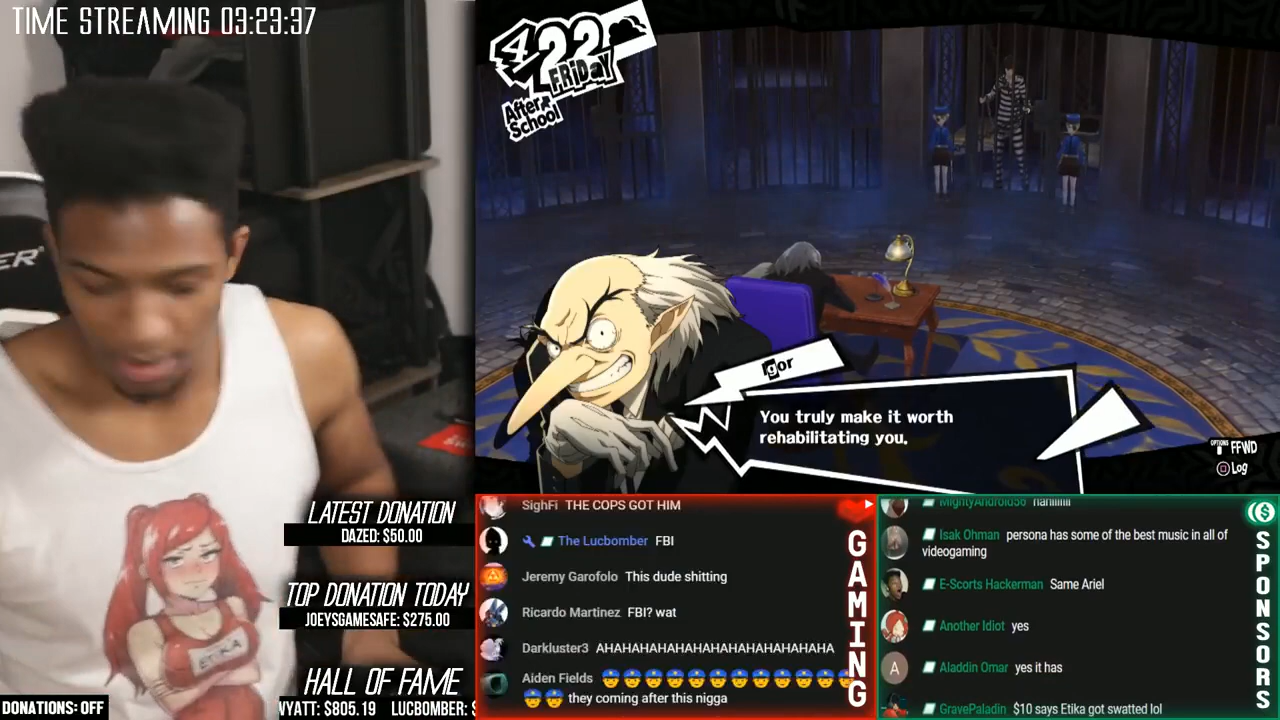 TIME STREAMING 03:23:37
4/22
FRiDaY
After School
ER
Igor
You truly make it worth
rehabilitating you.
OPTIONS FFWD
Log
LATEST DONATION
DAZED: $50.00
TOP DONATION TODAY
JOEYSGAMESAFE: $275.00
HALL OF FAME
WYATT: $805.19 LUCBOMBER: $
DONATIONS: OFF
ETIKA
SighFi THE COPS GOT HIM
The Lucbomber FBI
Jeremy Garofolo This dude shitting
Ricardo Martinez FBI? wat
Darkluster3 AHAHAHAHAHAHAHAHAHAHAHAHA
Aiden Fields 👮👮👮👮👮👮👮👮👮👮👮
👮👮 they coming after this nigga
GAMING
MightyAndroid56
Isak Ohman persona has some of the best music in all of
videogaming
E-Scorts Hackerman Same Ariel
Another Idiot yes
A Aladdin Omar yes it has
GravePaladin $10 says Etika got swatted lol
SPONSORS